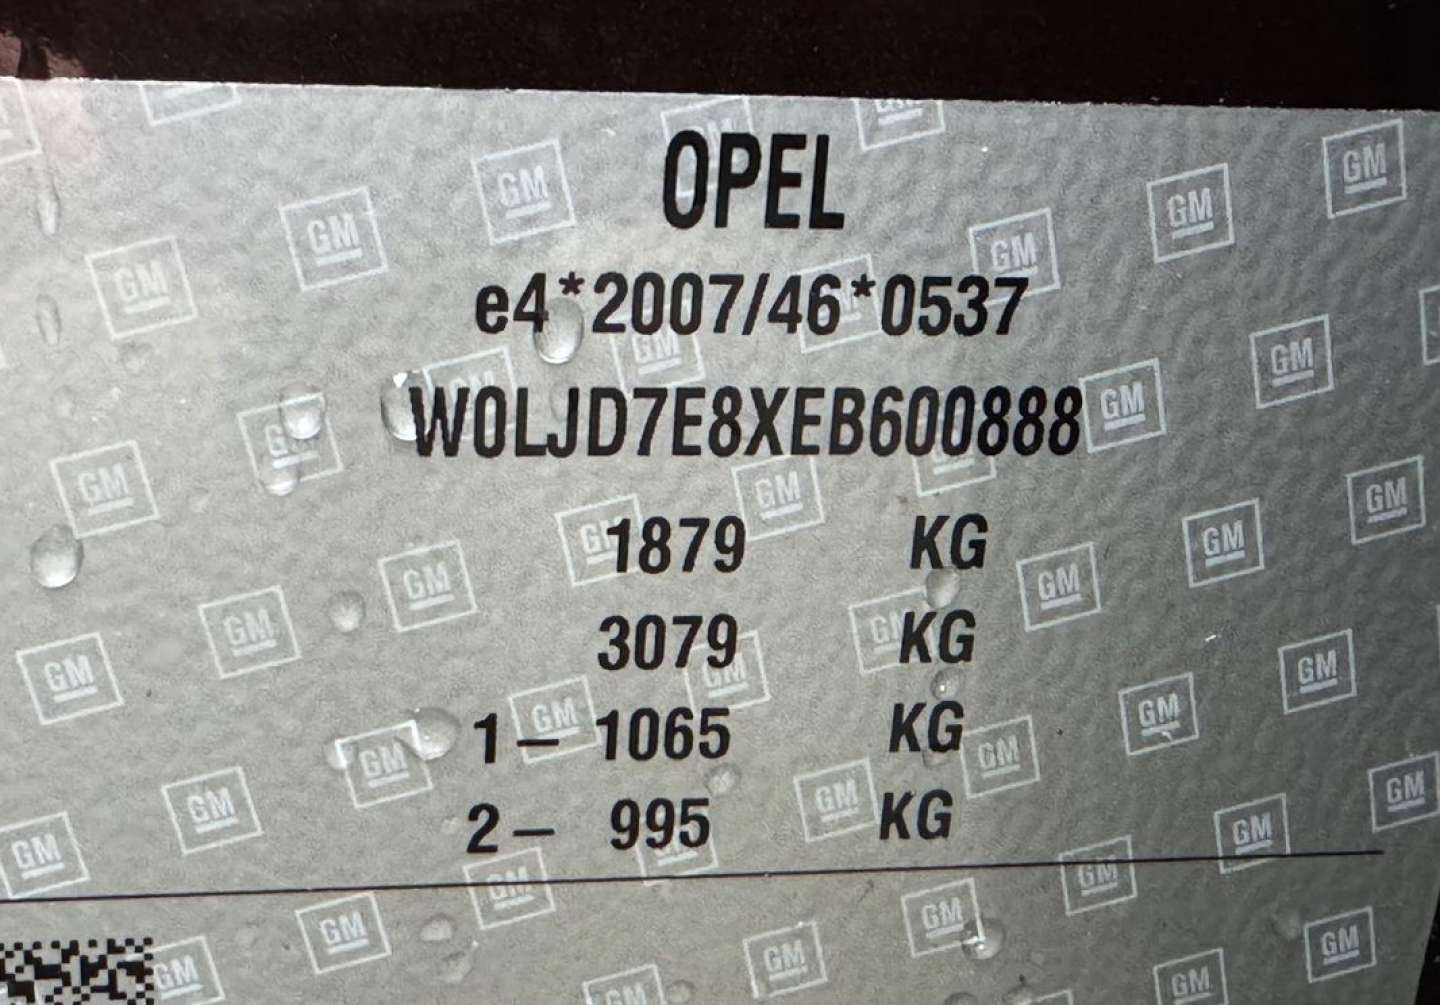 OPEL
e4*2007/46*0537
W0LJD7E8XEB600888
1879 KG
3079 KG
1– 1065 KG
2– 995 KG